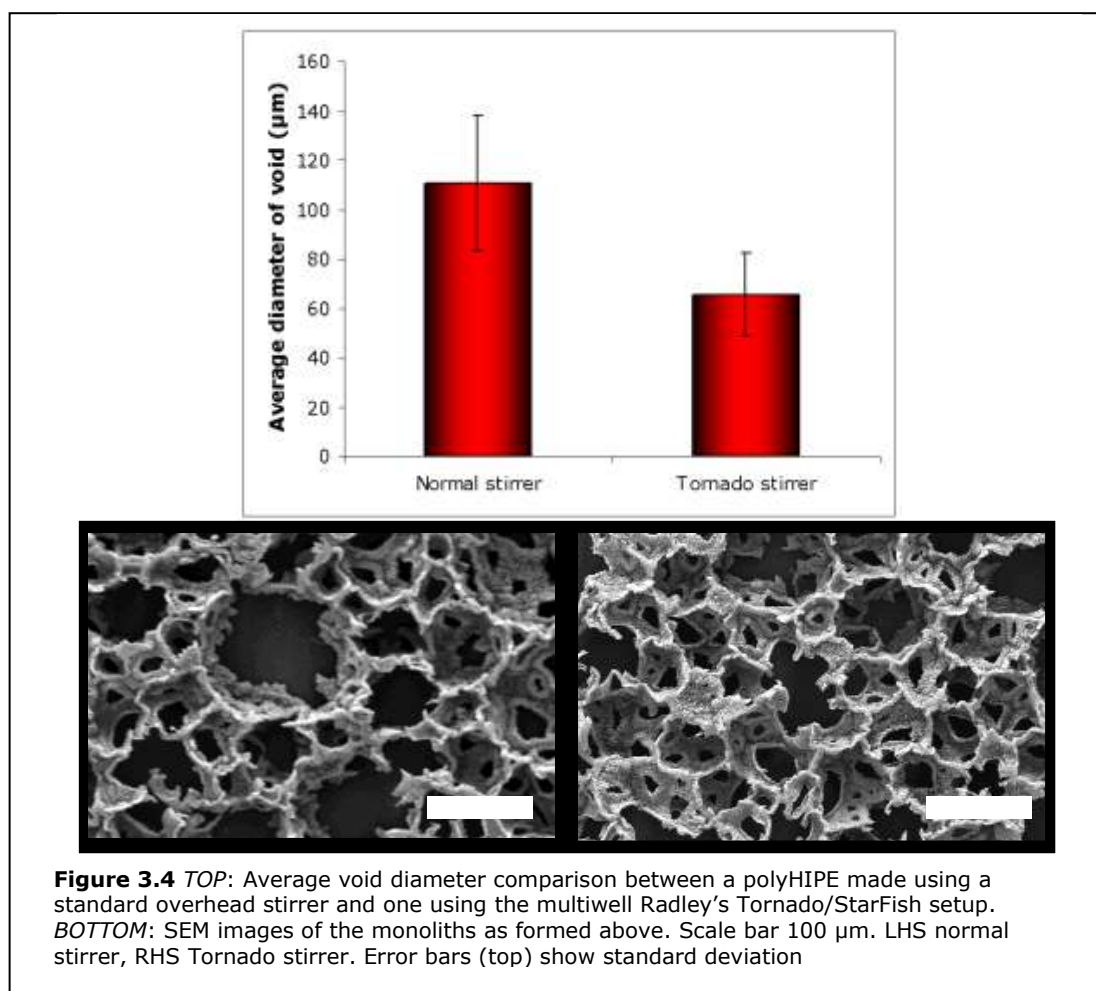 160
140
120
100
80
60
40
20
0
Average diameter of void (µm)
Normal stirrer
Tornado stirrer
Figure 3.4 TOP: Average void diameter comparison between a polyHIPE made using a
standard overhead stirrer and one using the multiwell Radley's Tornado/StarFish setup.
BOTTOM: SEM images of the monoliths as formed above. Scale bar 100 µm. LHS normal
stirrer, RHS Tornado stirrer. Error bars (top) show standard deviation